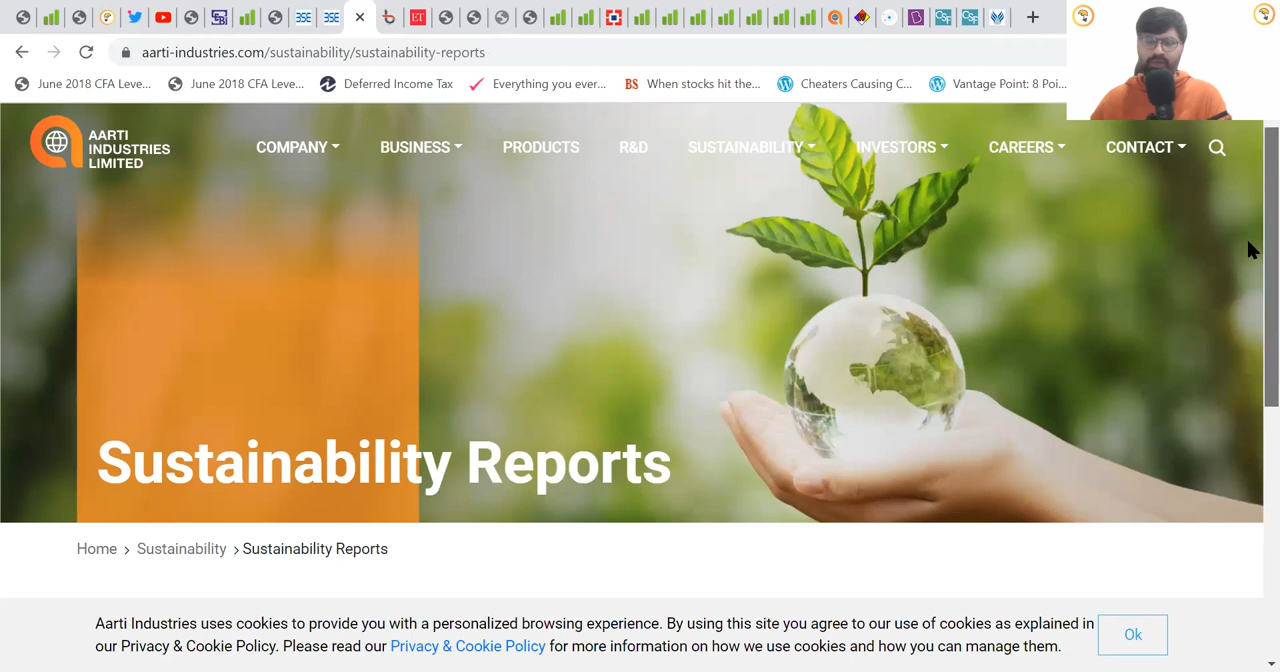 aarti-industries.com/sustainability/sustainability-reports
June 2018 CFA Leve...
June 2018 CFA Leve...
Deferred Income Tax
Everything you ever...
BS
When stocks hit the...
Cheaters Causing C...
Vantage Point: 8 Poi...
AARTI
INDUSTRIES
LIMITED
COMPANY
BUSINESS
PRODUCTS
R&D
SUSTAINABILITY
INVESTORS
CAREERS
CONTACT
Sustainability Reports
Home > Sustainability > Sustainability Reports
Aarti Industries uses cookies to provide you with a personalized browsing experience. By using this site you agree to our use of cookies as explained in
our Privacy & Cookie Policy. Please read our Privacy & Cookie Policy for more information on how we use cookies and how you can manage them.
Ok